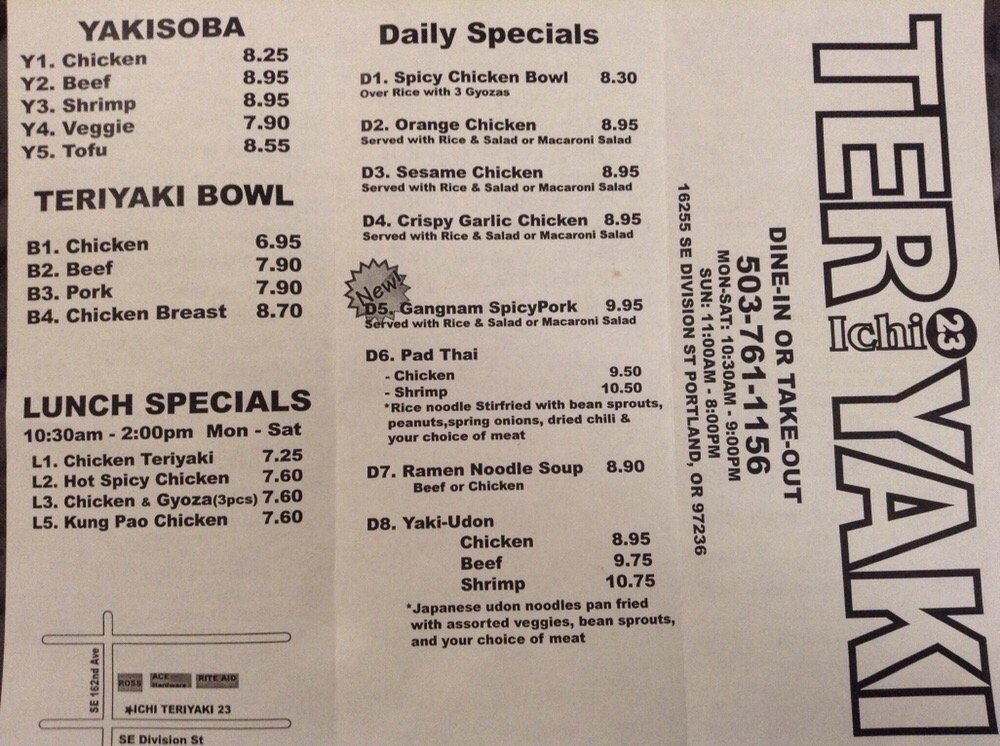 YAKISOBA
Y1. Chicken 8.25
Y2. Beef 8.95
Y3. Shrimp 8.95
Y4. Veggie 7.90
Y5. Tofu 8.55
TERIYAKI BOWL
B1. Chicken 6.95
B2. Beef 7.90
B3. Pork 7.90
B4. Chicken Breast 8.70
LUNCH SPECIALS
10:30am - 2:00pm Mon - Sat
L1. Chicken Teriyaki 7.25
L2. Hot Spicy Chicken 7.60
L3. Chicken & Gyoza(3pcs) 7.60
L5. Kung Pao Chicken 7.60
SE 162nd Ave
ROSS
ACE
Hardware
RITE AID
*ICHI TERIYAKI 23
SE Division St
Daily Specials
D1. Spicy Chicken Bowl 8.30
Over Rice with 3 Gyozas
D2. Orange Chicken 8.95
Served with Rice & Salad or Macaroni Salad
D3. Sesame Chicken 8.95
Served with Rice & Salad or Macaroni Salad
D4. Crispy Garlic Chicken 8.95
Served with Rice & Salad or Macaroni Salad
New!
D5. Gangnam SpicyPork 9.95
Served with Rice & Salad or Macaroni Salad
D6. Pad Thai
- Chicken 9.50
- Shrimp 10.50
*Rice noodle Stirfried with bean sprouts,
peanuts,spring onions, dried chili &
your choice of meat
D7. Ramen Noodle Soup 8.90
Beef or Chicken
D8. Yaki-Udon
Chicken 8.95
Beef 9.75
Shrimp 10.75
*Japanese udon noodles pan fried
with assorted veggies, bean sprouts,
and your choice of meat
TERIYAKI
Ichi 23
DINE-IN OR TAKE-OUT
503-761-1156
MON-SAT: 10:30AM - 9:00PM
SUN: 11:00AM - 8:00PM
16255 SE DIVISION ST PORTLAND, OR 97236